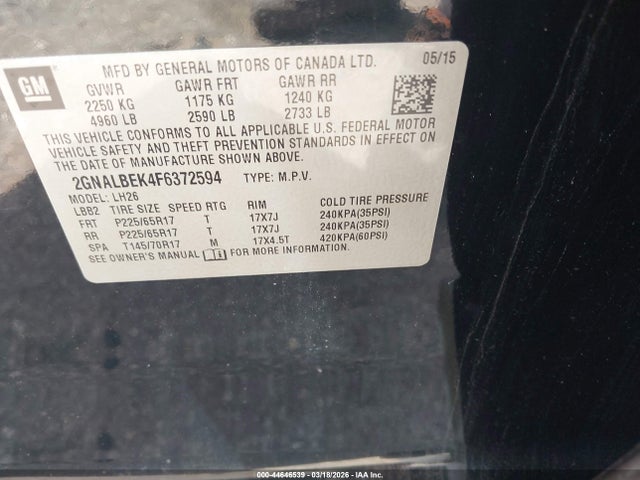 GM
MFD BY GENERAL MOTORS OF CANADA LTD. 05/15
GVWR GAWR FRT GAWR RR
2250 KG 1175 KG 1240 KG
4960 LB 2590 LB 2733 LB
THIS VEHICLE CONFORMS TO ALL APPLICABLE U.S. FEDERAL MOTOR
VEHICLE SAFETY AND THEFT PREVENTION STANDARDS IN EFFECT ON
THE DATE OF MANUFACTURE SHOWN ABOVE.
2GNALBEK4F6372594 TYPE: M.P.V.
MODEL: LH26
LBB2 TIRE SIZE SPEED RTG RIM COLD TIRE PRESSURE
FRT P225/65R17 T 17X7J 240KPA(35PSI)
RR P225/65R17 T 17X7J 240KPA(35PSI)
SPA T145/70R17 M 17X4.5T 420KPA(60PSI)
SEE OWNER'S MANUAL FOR MORE INFORMATION.
000-44646539 - 03/18/2026 - IAA Inc.